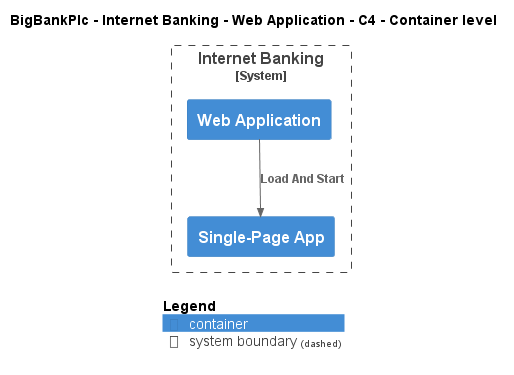 BigBankPlc - Internet Banking - Web Application - C4 - Container level
Internet Banking
[System]
Web Application
Load And Start
Single-Page App
Legend
container
system boundary (dashed)